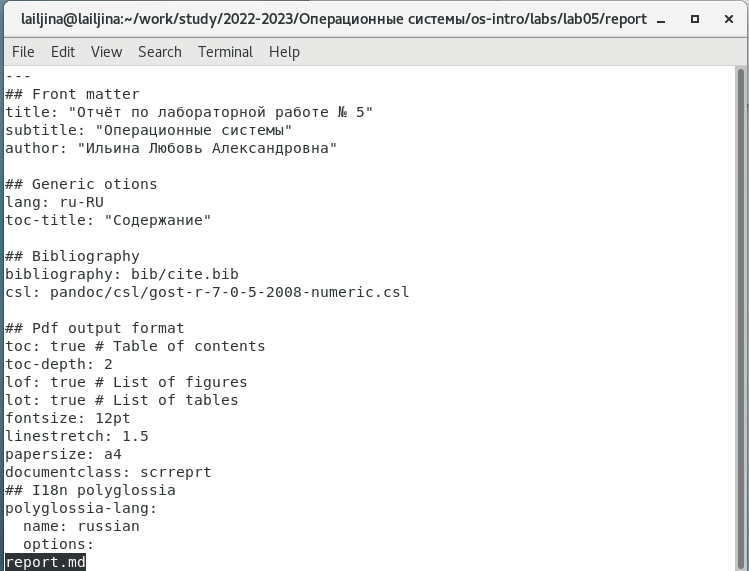 lailjina@lailjina:~/work/study/2022-2023/Операционные системы/os-intro/labs/lab05/report
File Edit View Search Terminal Help
---
## Front matter
title: "Отчёт по лабораторной работе № 5"
subtitle: "Операционные системы"
author: "Ильина Любовь Александровна"
## Generic otions
lang: ru-RU
toc-title: "Содержание"
## Bibliography
bibliography: bib/cite.bib
csl: pandoc/csl/gost-r-7-0-5-2008-numeric.csl
## Pdf output format
toc: true # Table of contents
toc-depth: 2
lof: true # List of figures
lot: true # List of tables
fontsize: 12pt
linestretch: 1.5
papersize: a4
documentclass: scrreprt
## I18n polyglossia
polyglossia-lang:
  name: russian
  options:
report.md